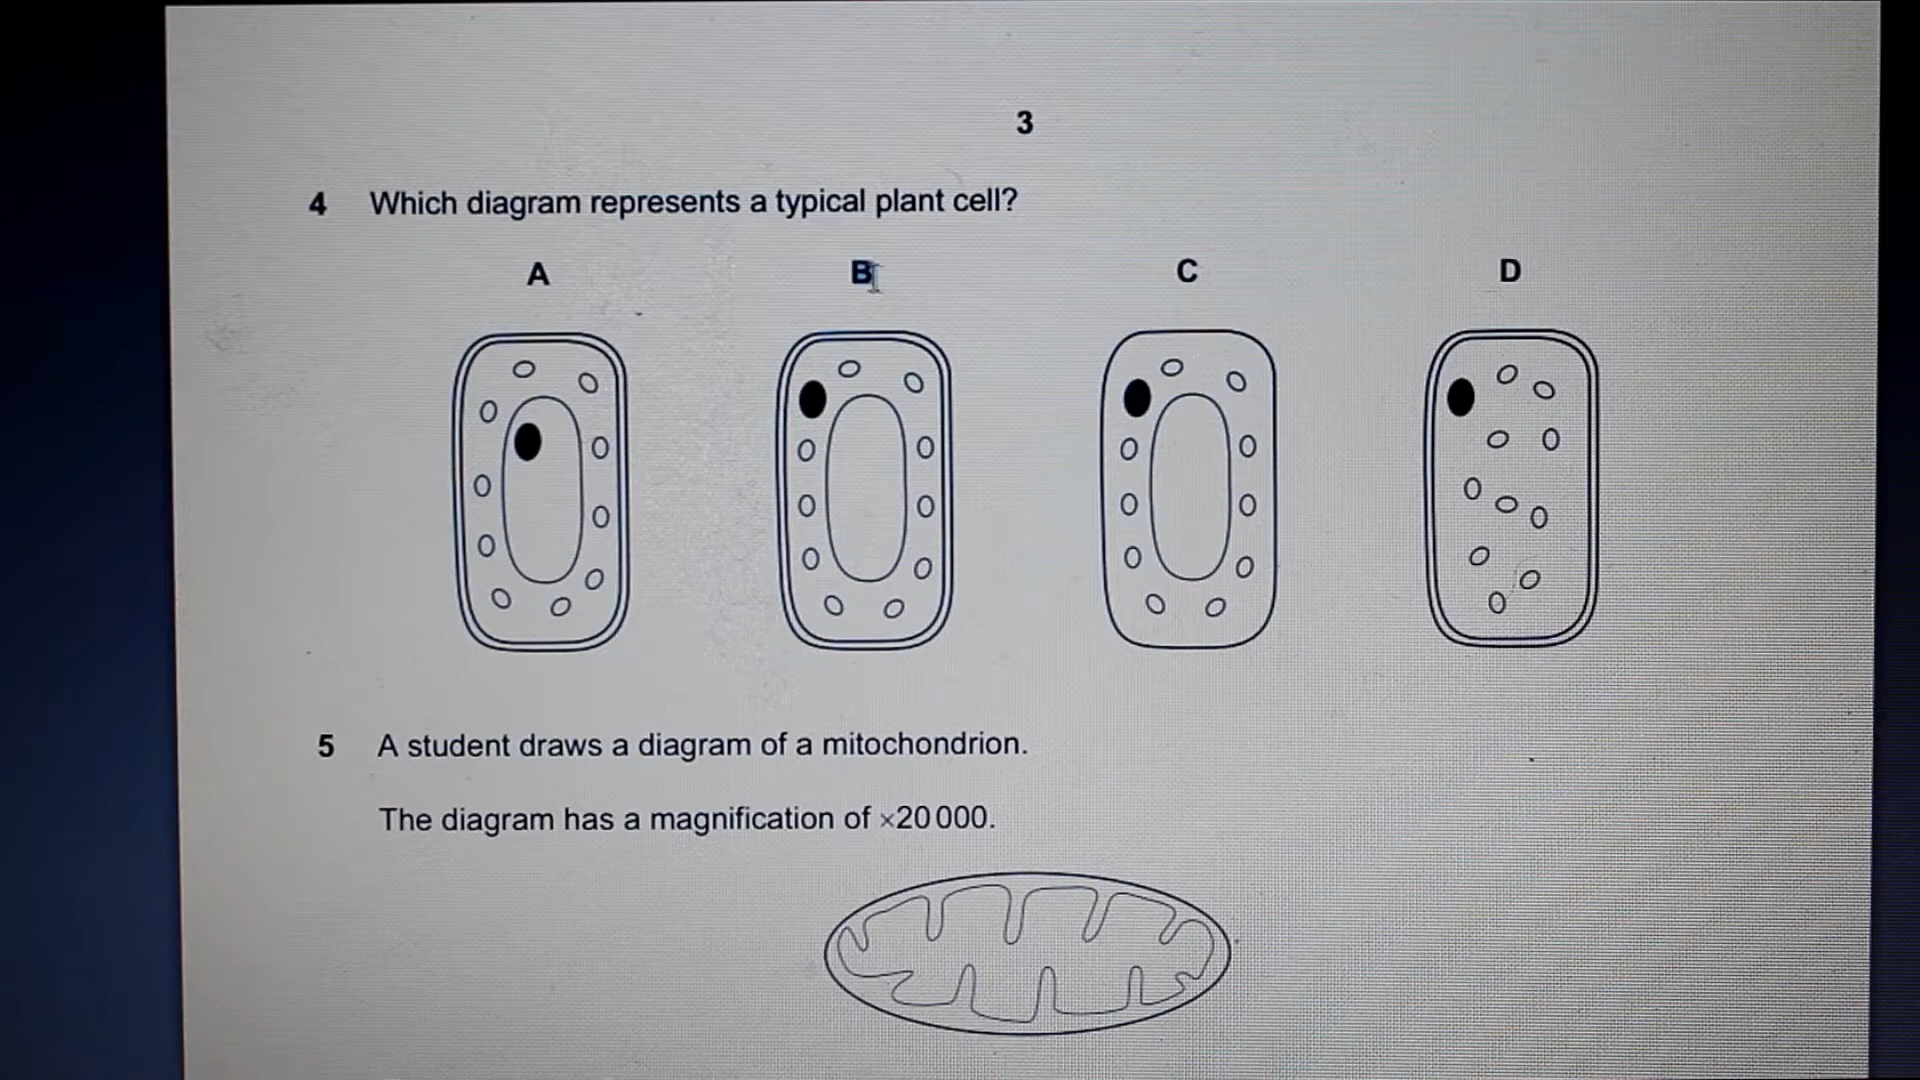 3
4 Which diagram represents a typical plant cell?
A B C D
5 A student draws a diagram of a mitochondrion.
The diagram has a magnification of ×20 000.